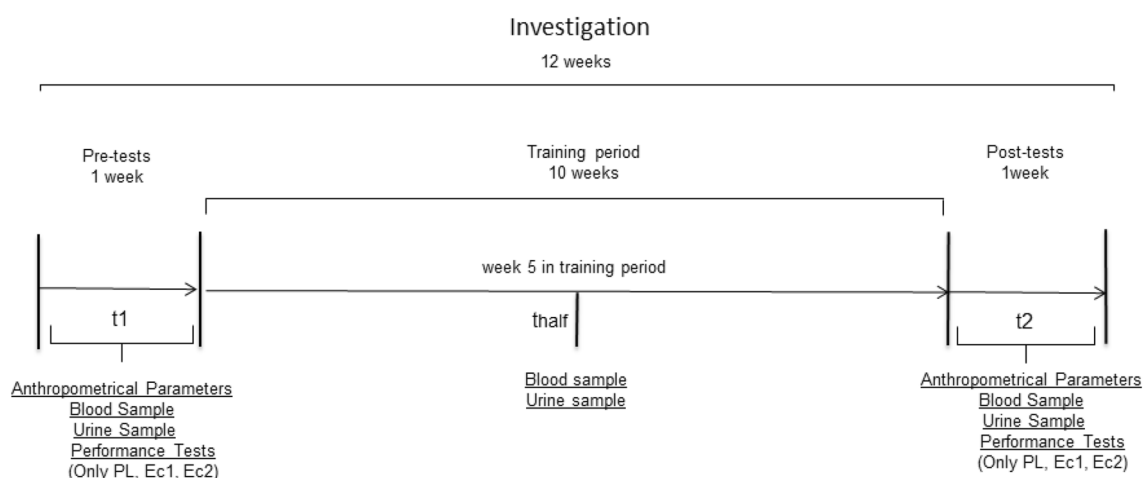 Investigation
12 weeks
Pre-tests
1 week
Training period
10 weeks
Post-tests
1week
week 5 in training period
t1
thalf
t2
Anthropometrical Parameters
Blood Sample
Urine Sample
Performance Tests
(Only PL, Ec1, Ec2)
Blood sample
Urine sample
Anthropometrical Parameters
Blood Sample
Urine Sample
Performance Tests
(Only PL, Ec1, Ec2)